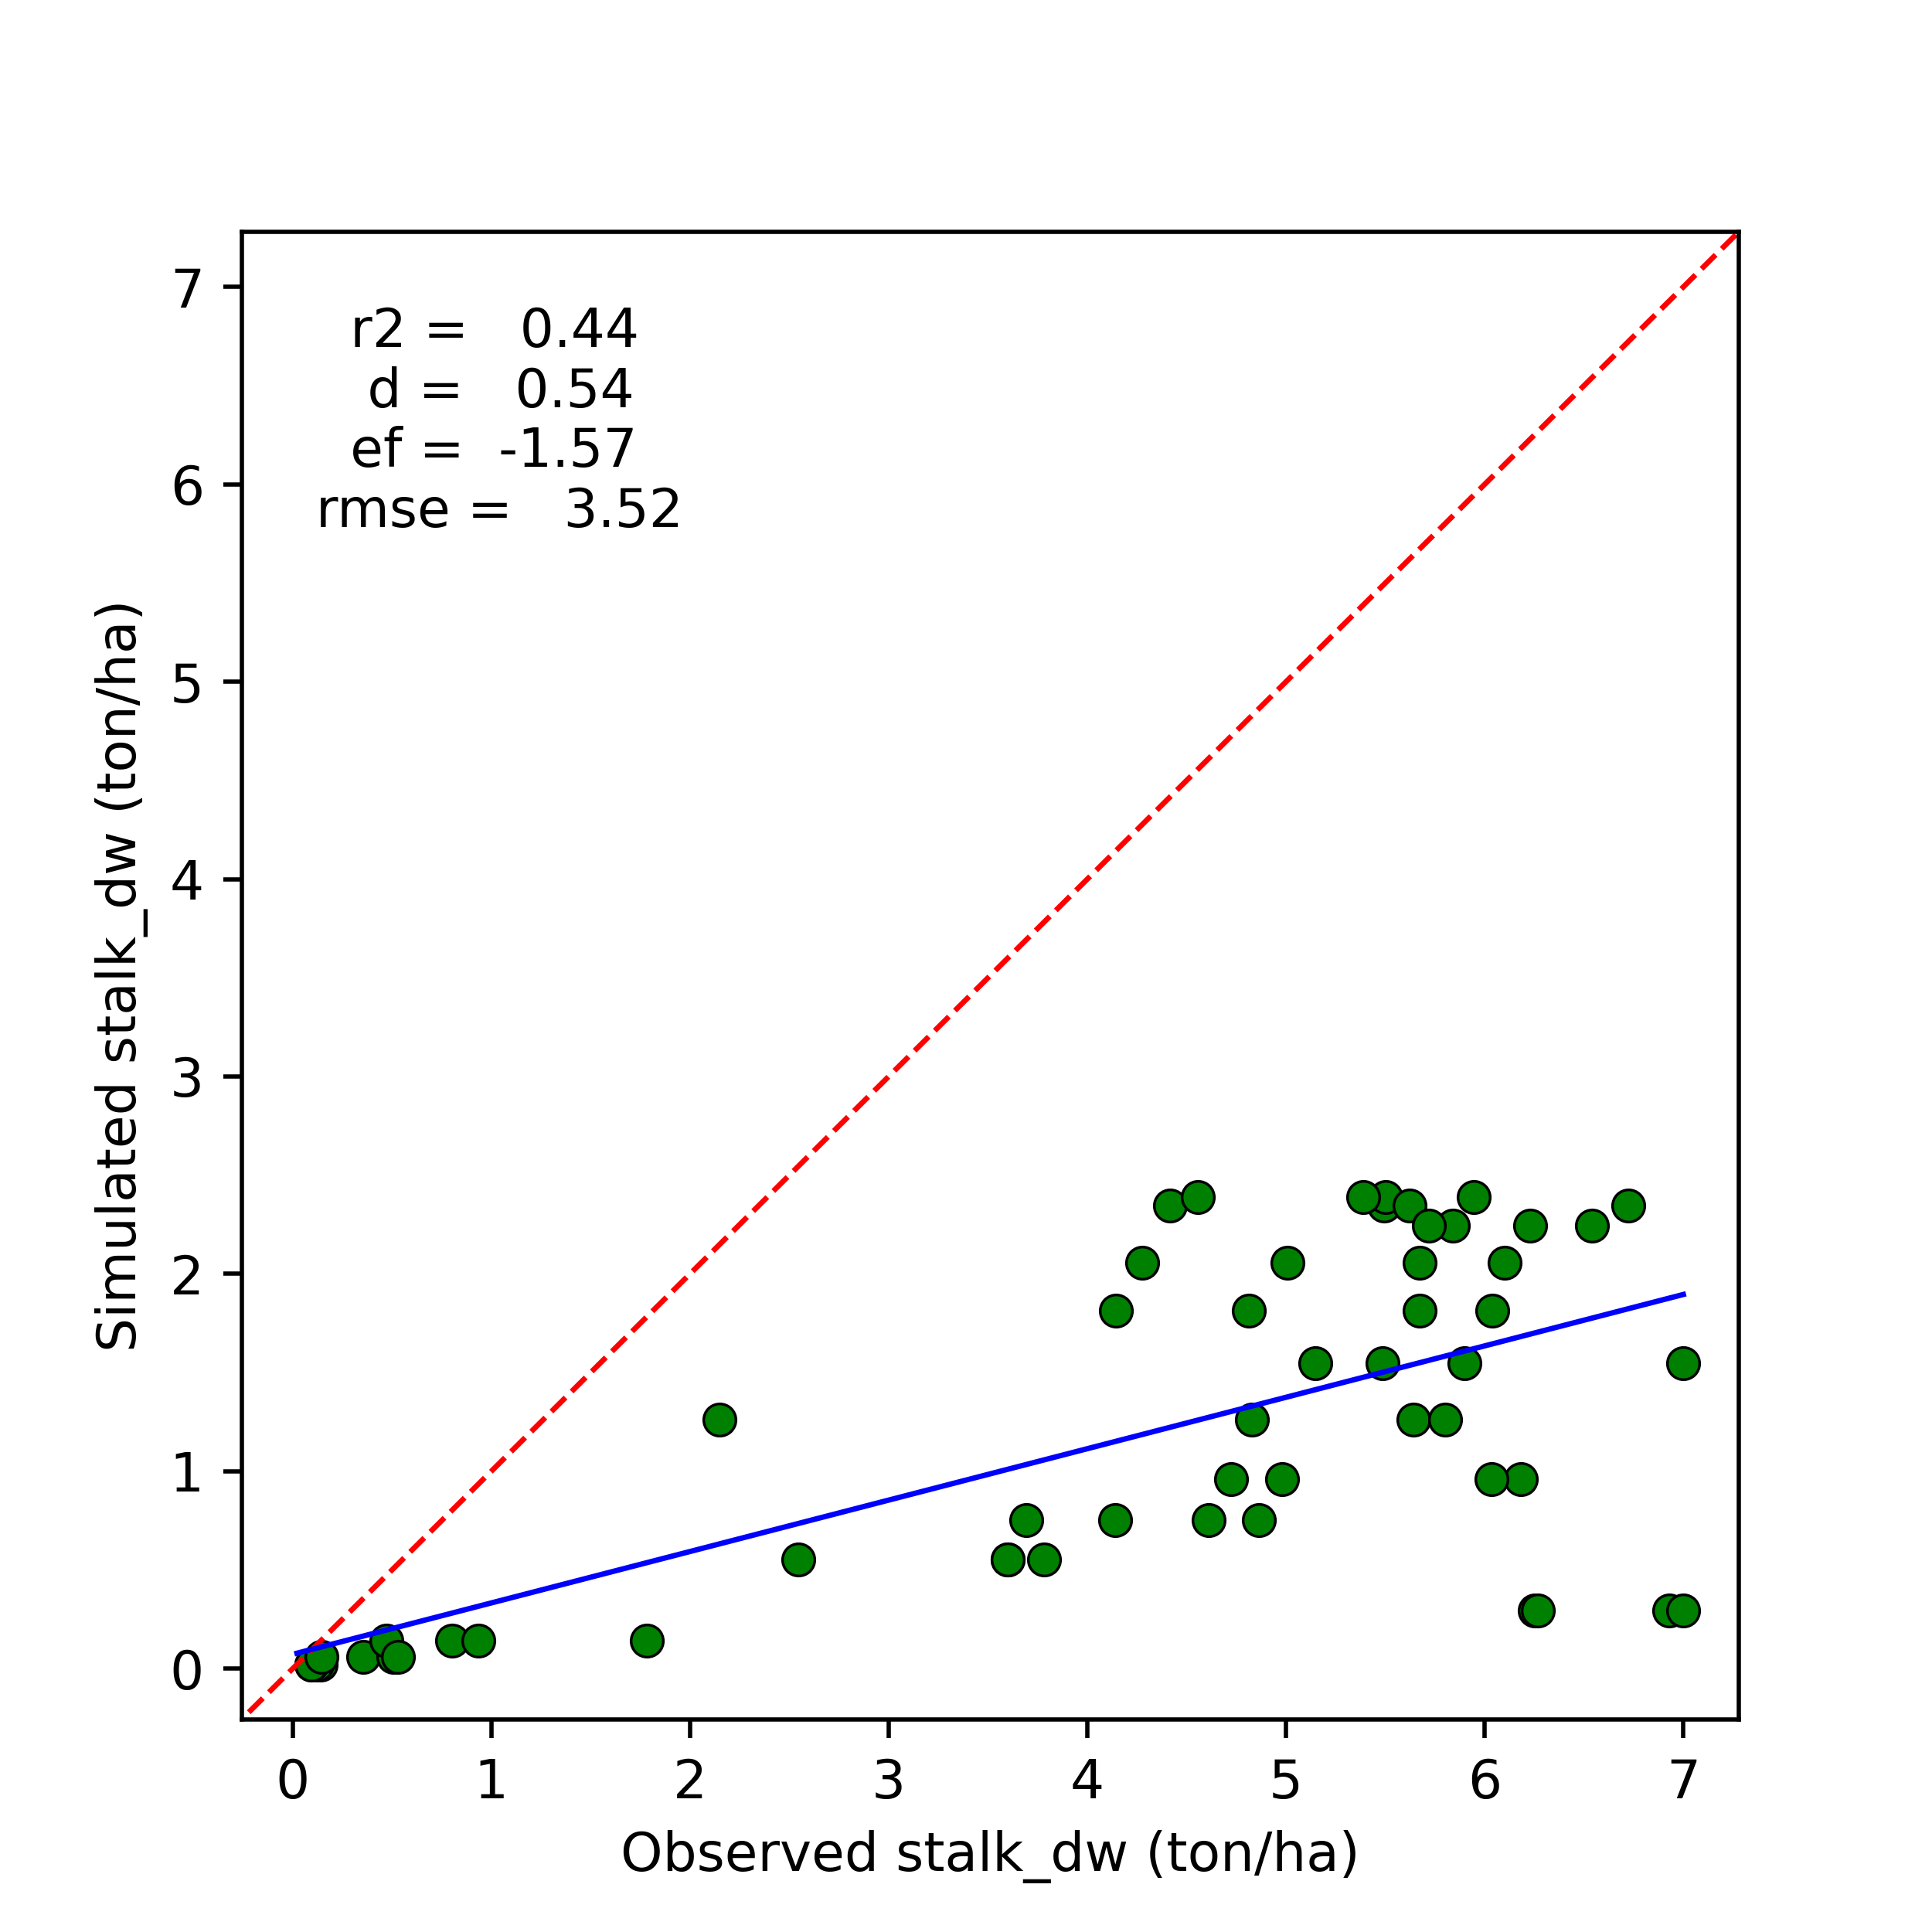 r2 = 0.44
d = 0.54
ef = -1.57
rmse = 3.52
7
6
5
4
3
2
1
0
Simulated stalk_dw (ton/ha)
0 1 2 3 4 5 6 7
Observed stalk_dw (ton/ha)